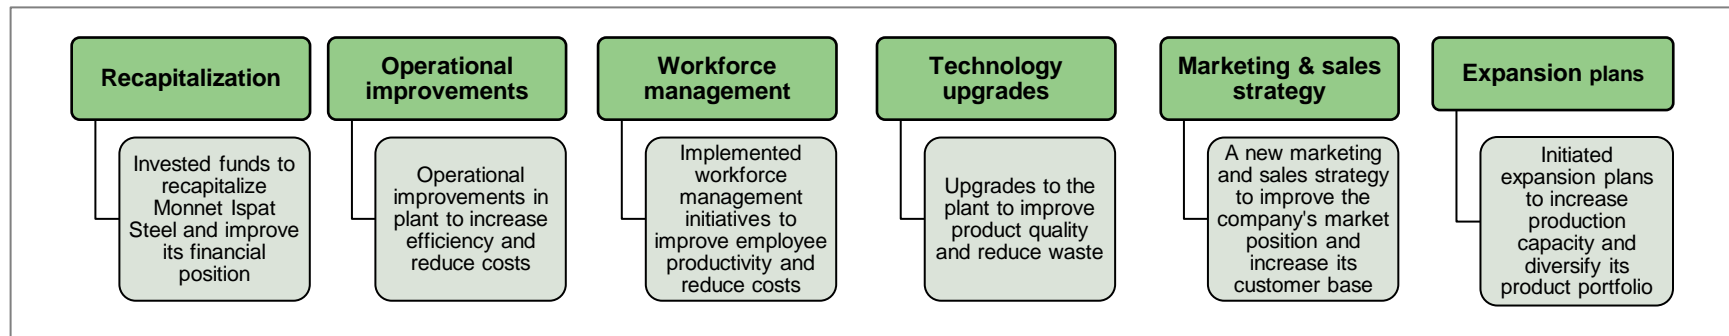 Recapitalization
Invested funds to
recapitalize
Monnet Ispat
Steel and improve
its financial
position
Operational
improvements
Operational
improvements in
plant to increase
efficiency and
reduce costs
Workforce
management
Implemented
workforce
management
initiatives to
improve employee
productivity and
reduce costs
Technology
upgrades
Upgrades to the
plant to improve
product quality
and reduce waste
Marketing & sales
strategy
A new marketing
and sales strategy
to improve the
company's market
position and
increase its
customer base
Expansion plans
Initiated
expansion plans
to increase
production
capacity and
diversify its
product portfolio